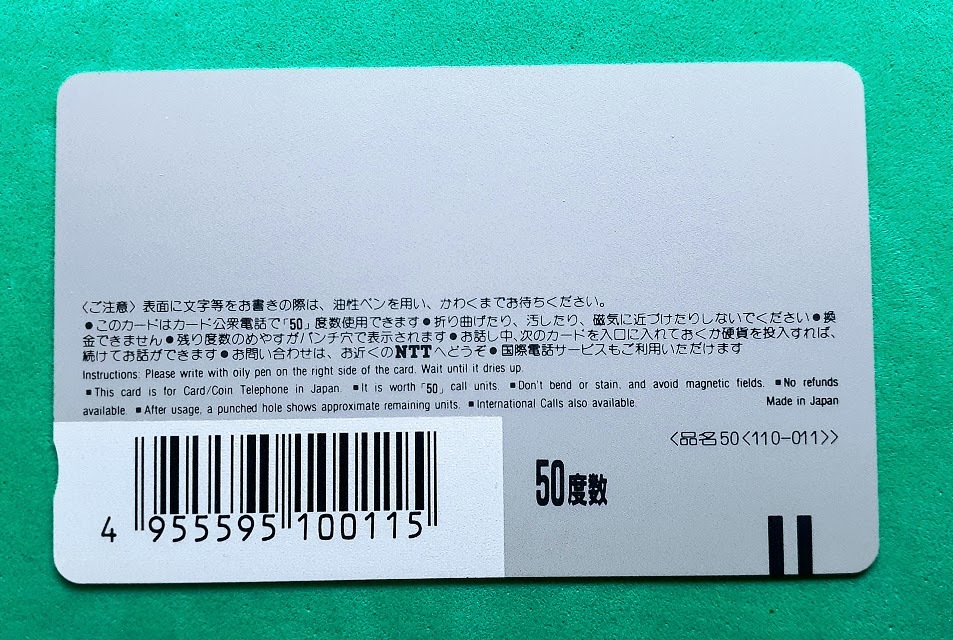 〈ご注意〉表面に文字等をお書きの際は、油性ペンを用い、かわくまでお待ちください。
●このカードはカード公衆電話で「50」度数使用できます●折り曲げたり、汚したり、磁気に近づけたりしないでください●換
金できません●残り度数のめやすがパンチ穴で表示されます●お話し中、次のカードを入口に入れておくか硬貨を投入すれば、
続けてお話ができます●お問い合わせは、お近くのNTTへどうぞ●国際電話サービスもご利用いただけます
Instructions: Please write with oily pen on the right side of the card. Wait until it dries up.
■This card is for Card/Coin Telephone in Japan. ■It is worth「50」call units. ■Don't bend or stain, and avoid magnetic fields. ■No refunds
available. ■After usage, a punched hole shows approximate remaining units. ■International Calls also available. Made in Japan
〈品名50〈110-011〉〉
50度数
4 955595 100115